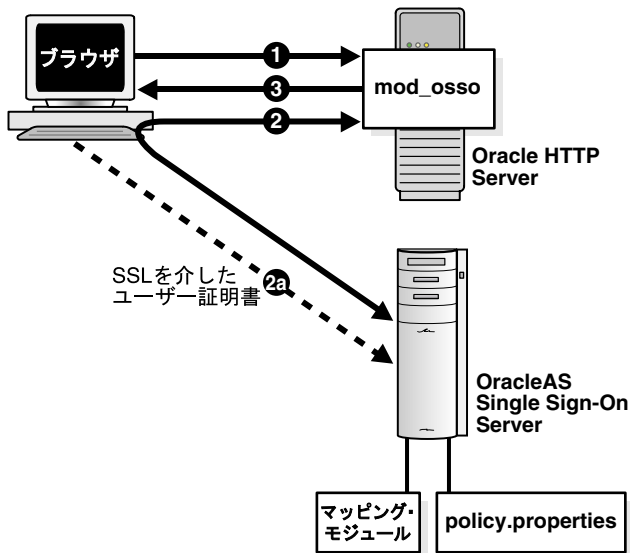 ブラウザ
1
3
2
mod_osso
Oracle HTTP
Server
SSLを介した
ユーザー証明書
2a
OracleAS
Single Sign-On
Server
マッピング・
モジュール
policy.properties